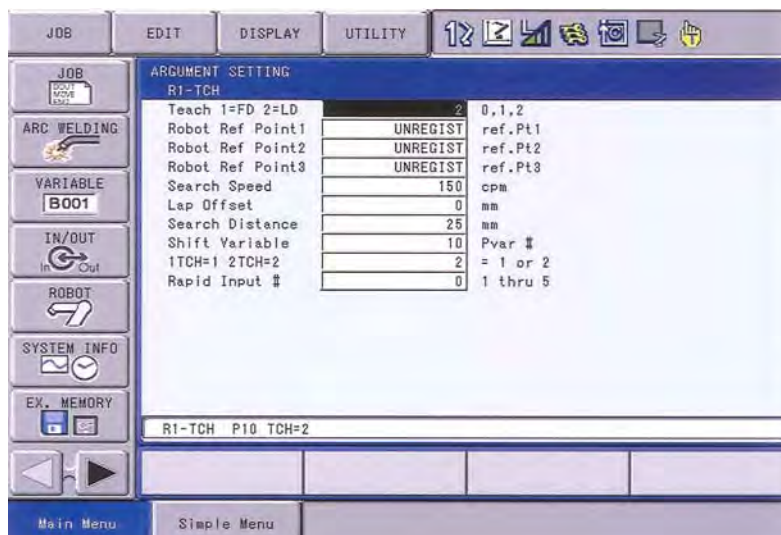 JOB EDIT DISPLAY UTILITY
JOB
DOUT
MOVE
END
ARC WELDING
VARIABLE
B001
IN/OUT
In Out
ROBOT
SYSTEM INFO
EX. MEMORY
ARGUMENT SETTING
R1-TCH
Teach 1=FD 2=LD 2 0,1,2
Robot Ref Point1 UNREGIST ref.Pt1
Robot Ref Point2 UNREGIST ref.Pt2
Robot Ref Point3 UNREGIST ref.Pt3
Search Speed 150 cpm
Lap Offset 0 mm
Search Distance 25 mm
Shift Variable 10 Pvar #
1TCH=1 2TCH=2 2 = 1 or 2
Rapid Input # 0 1 thru 5
R1-TCH P10 TCH=2
Main Menu Simple Menu